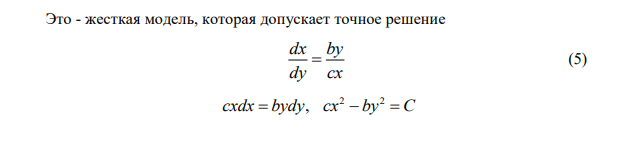 Это - жесткая модель, которая допускает точное решение
dx/dy = by/cx (5)
cxdx = bydy, cx² − by² = C